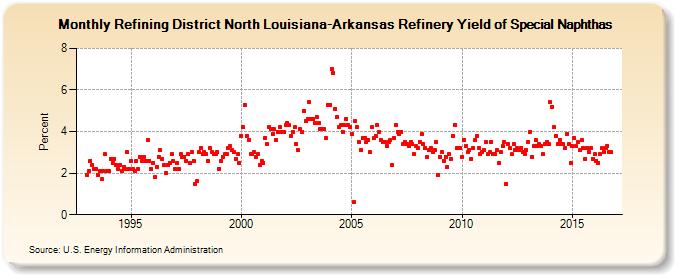 Monthly Refining District North Louisiana-Arkansas Refinery Yield of Special Naphthas
Percent
8
6
4
2
0
1995 2000 2005 2010 2015
Source: U.S. Energy Information Administration